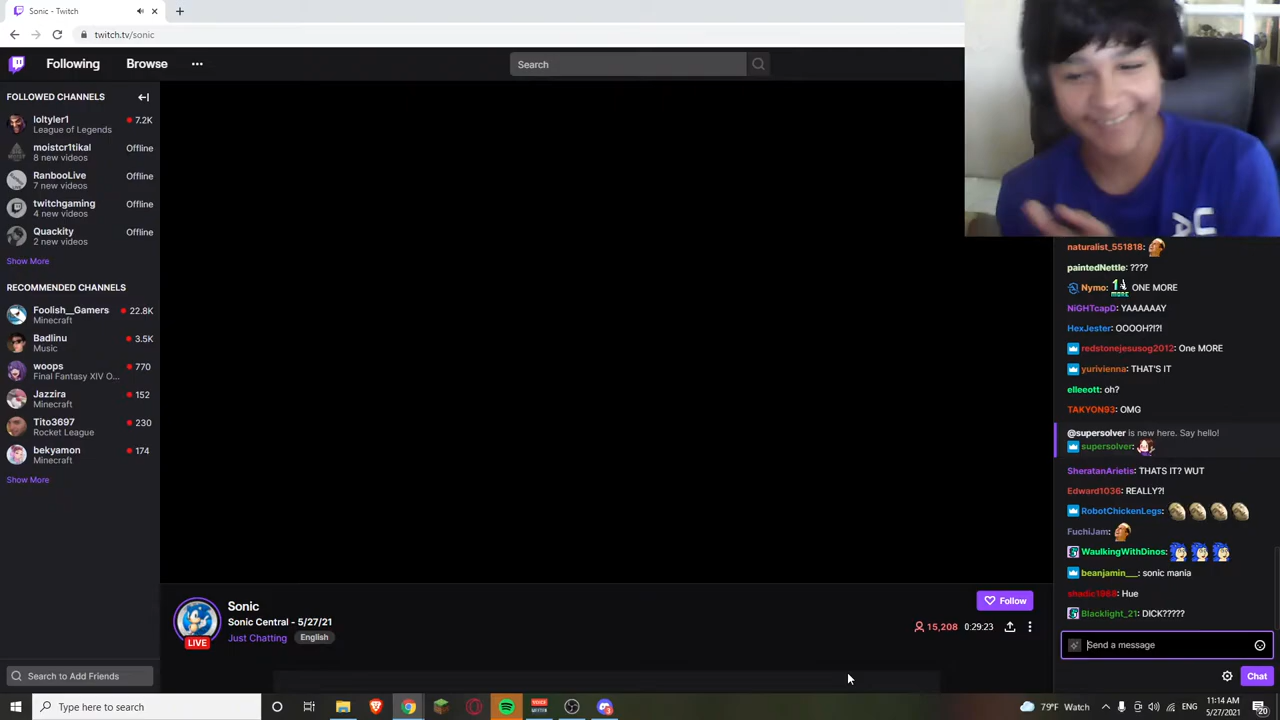 Sonic - Twitch
twitch.tv/sonic
Following
Browse
Search
FOLLOWED CHANNELS
loltyler1
7.2K
League of Legends
moistcr1tikal
Offline
8 new videos
RanbooLive
Offline
7 new videos
twitchgaming
Offline
4 new videos
Quackity
Offline
2 new videos
Show More
RECOMMENDED CHANNELS
Foolish__Gamers
22.8K
Minecraft
Badlinu
3.5K
Music
woops
770
Final Fantasy XIV O...
Jazzira
152
Minecraft
Tito3697
230
Rocket League
bekyamon
174
Minecraft
Show More
Search to Add Friends
naturalist_551818:
paintedNettle: ????
Nymo: ONE MORE
NiGHTcapD: YAAAAAAY
HexJester: OOOOH?!?!
redstonejesusog2012: One MORE
yurivienna: THAT'S IT
elleeott: oh?
TAKYON93: OMG
@supersolver is new here. Say hello!
supersolver:
SheratanArietis: THATS IT? WUT
Edward1036: REALLY?!
RobotChickenLegs:
FuchiJam:
WaulkingWithDinos:
beanjamin___: sonic mania
shadic1968: Hue
Blacklight_21: DICK?????
Send a message
Chat
Sonic
Follow
Sonic Central - 5/27/21
15,208
0:29:23
Just Chatting
English
LIVE
Type here to search
79°F Watch
ENG
11:14 AM
5/27/2021
20